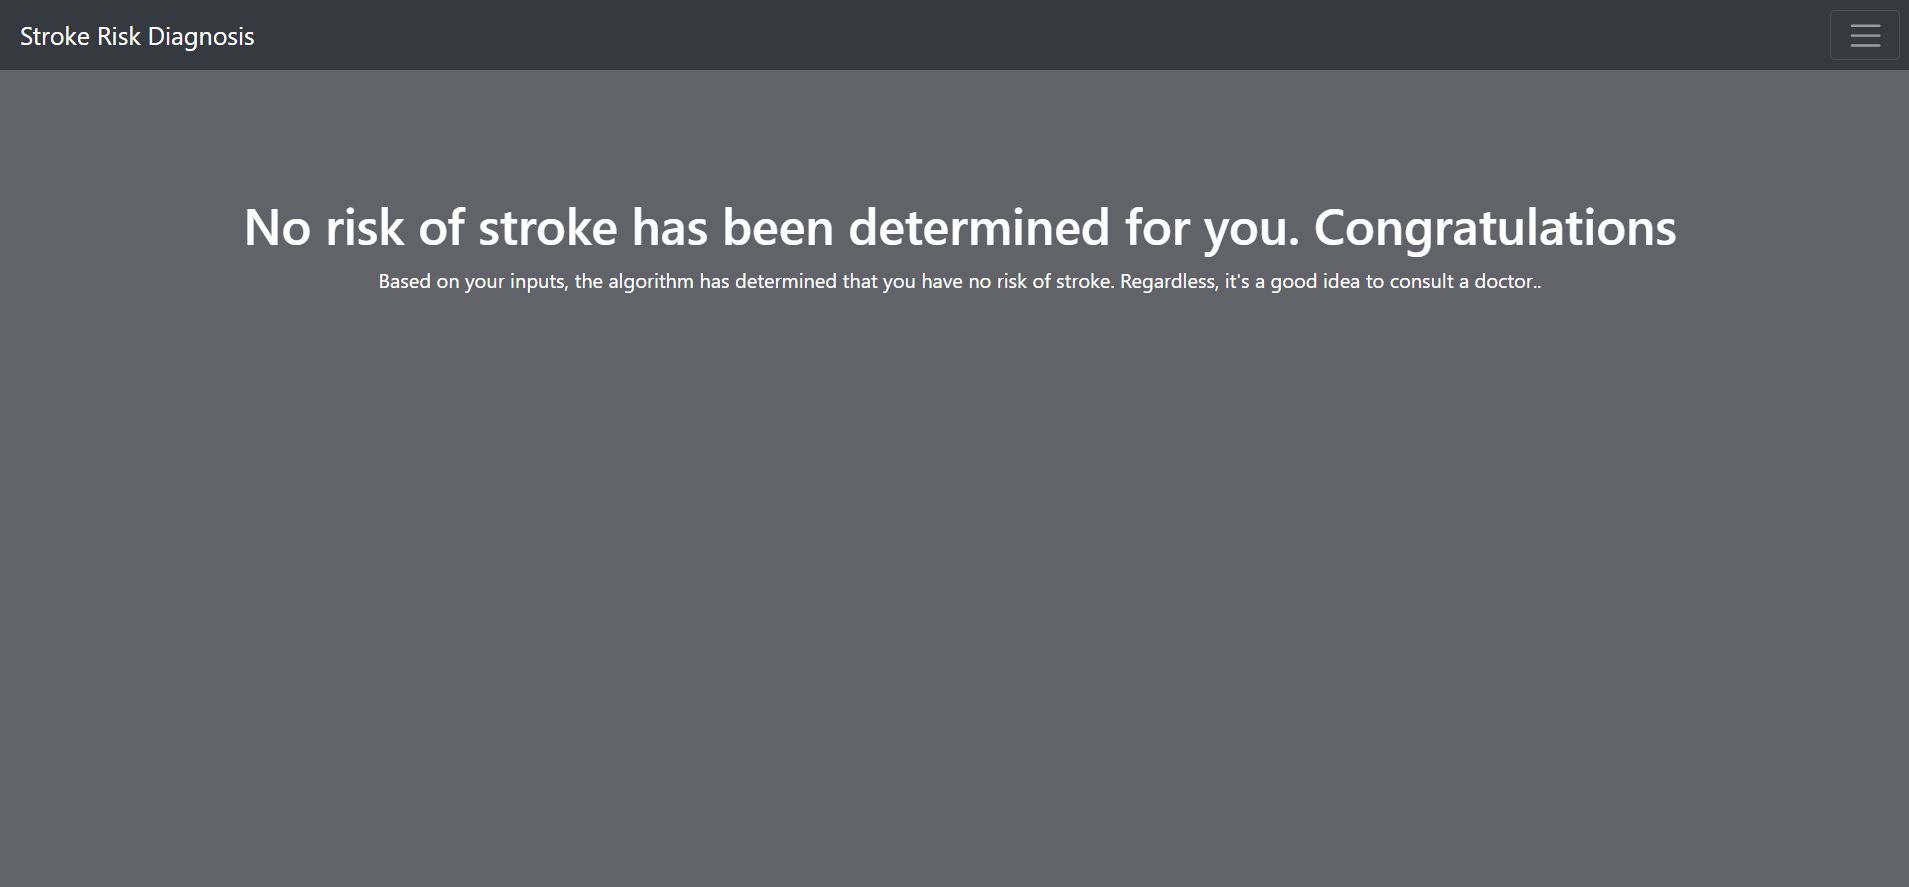 Stroke Risk Diagnosis
No risk of stroke has been determined for you. Congratulations
Based on your inputs, the algorithm has determined that you have no risk of stroke. Regardless, it's a good idea to consult a doctor..